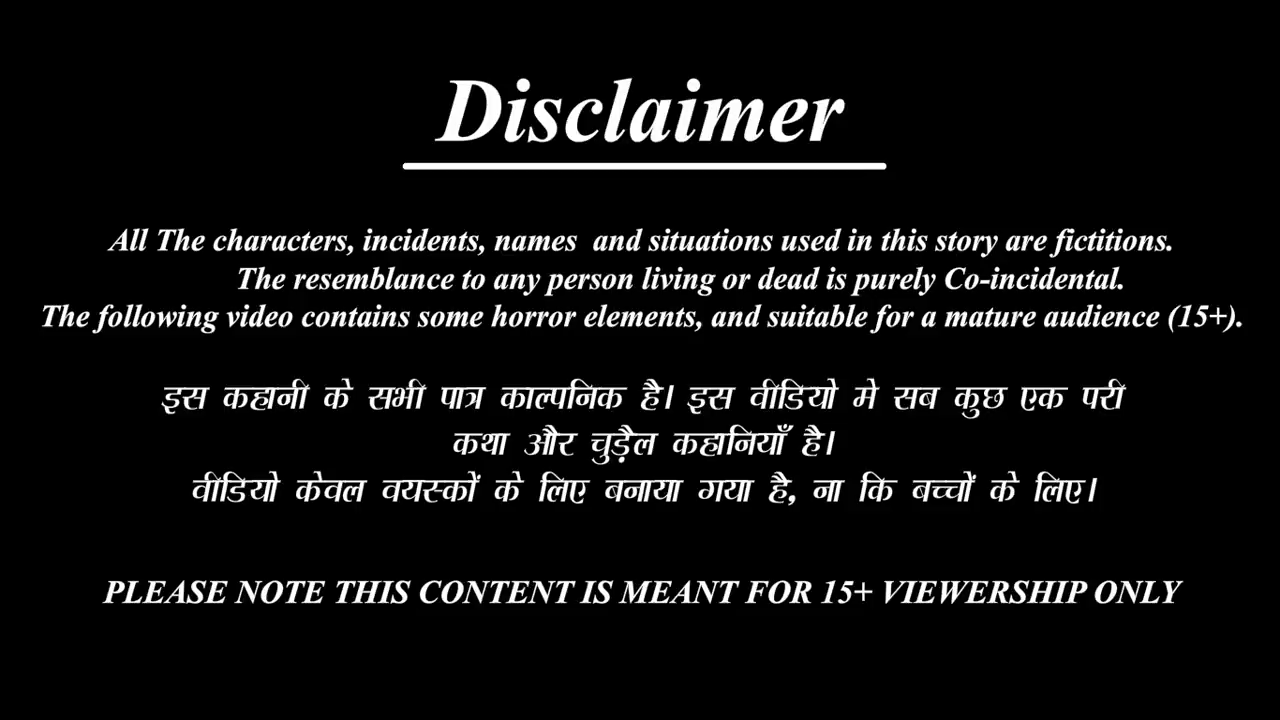 Disclaimer
All The characters, incidents, names and situations used in this story are fictitions.
The resemblance to any person living or dead is purely Co-incidental.
The following video contains some horror elements, and suitable for a mature audience (15+).
इस कहानी के सभी पात्र काल्पनिक है। इस वीडियो मे सब कुछ एक परी
कथा और चुड़ैल कहानियाँ है।
वीडियो केवल वयस्कों के लिए बनाया गया है, ना कि बच्चों के लिए।
PLEASE NOTE THIS CONTENT IS MEANT FOR 15+ VIEWERSHIP ONLY